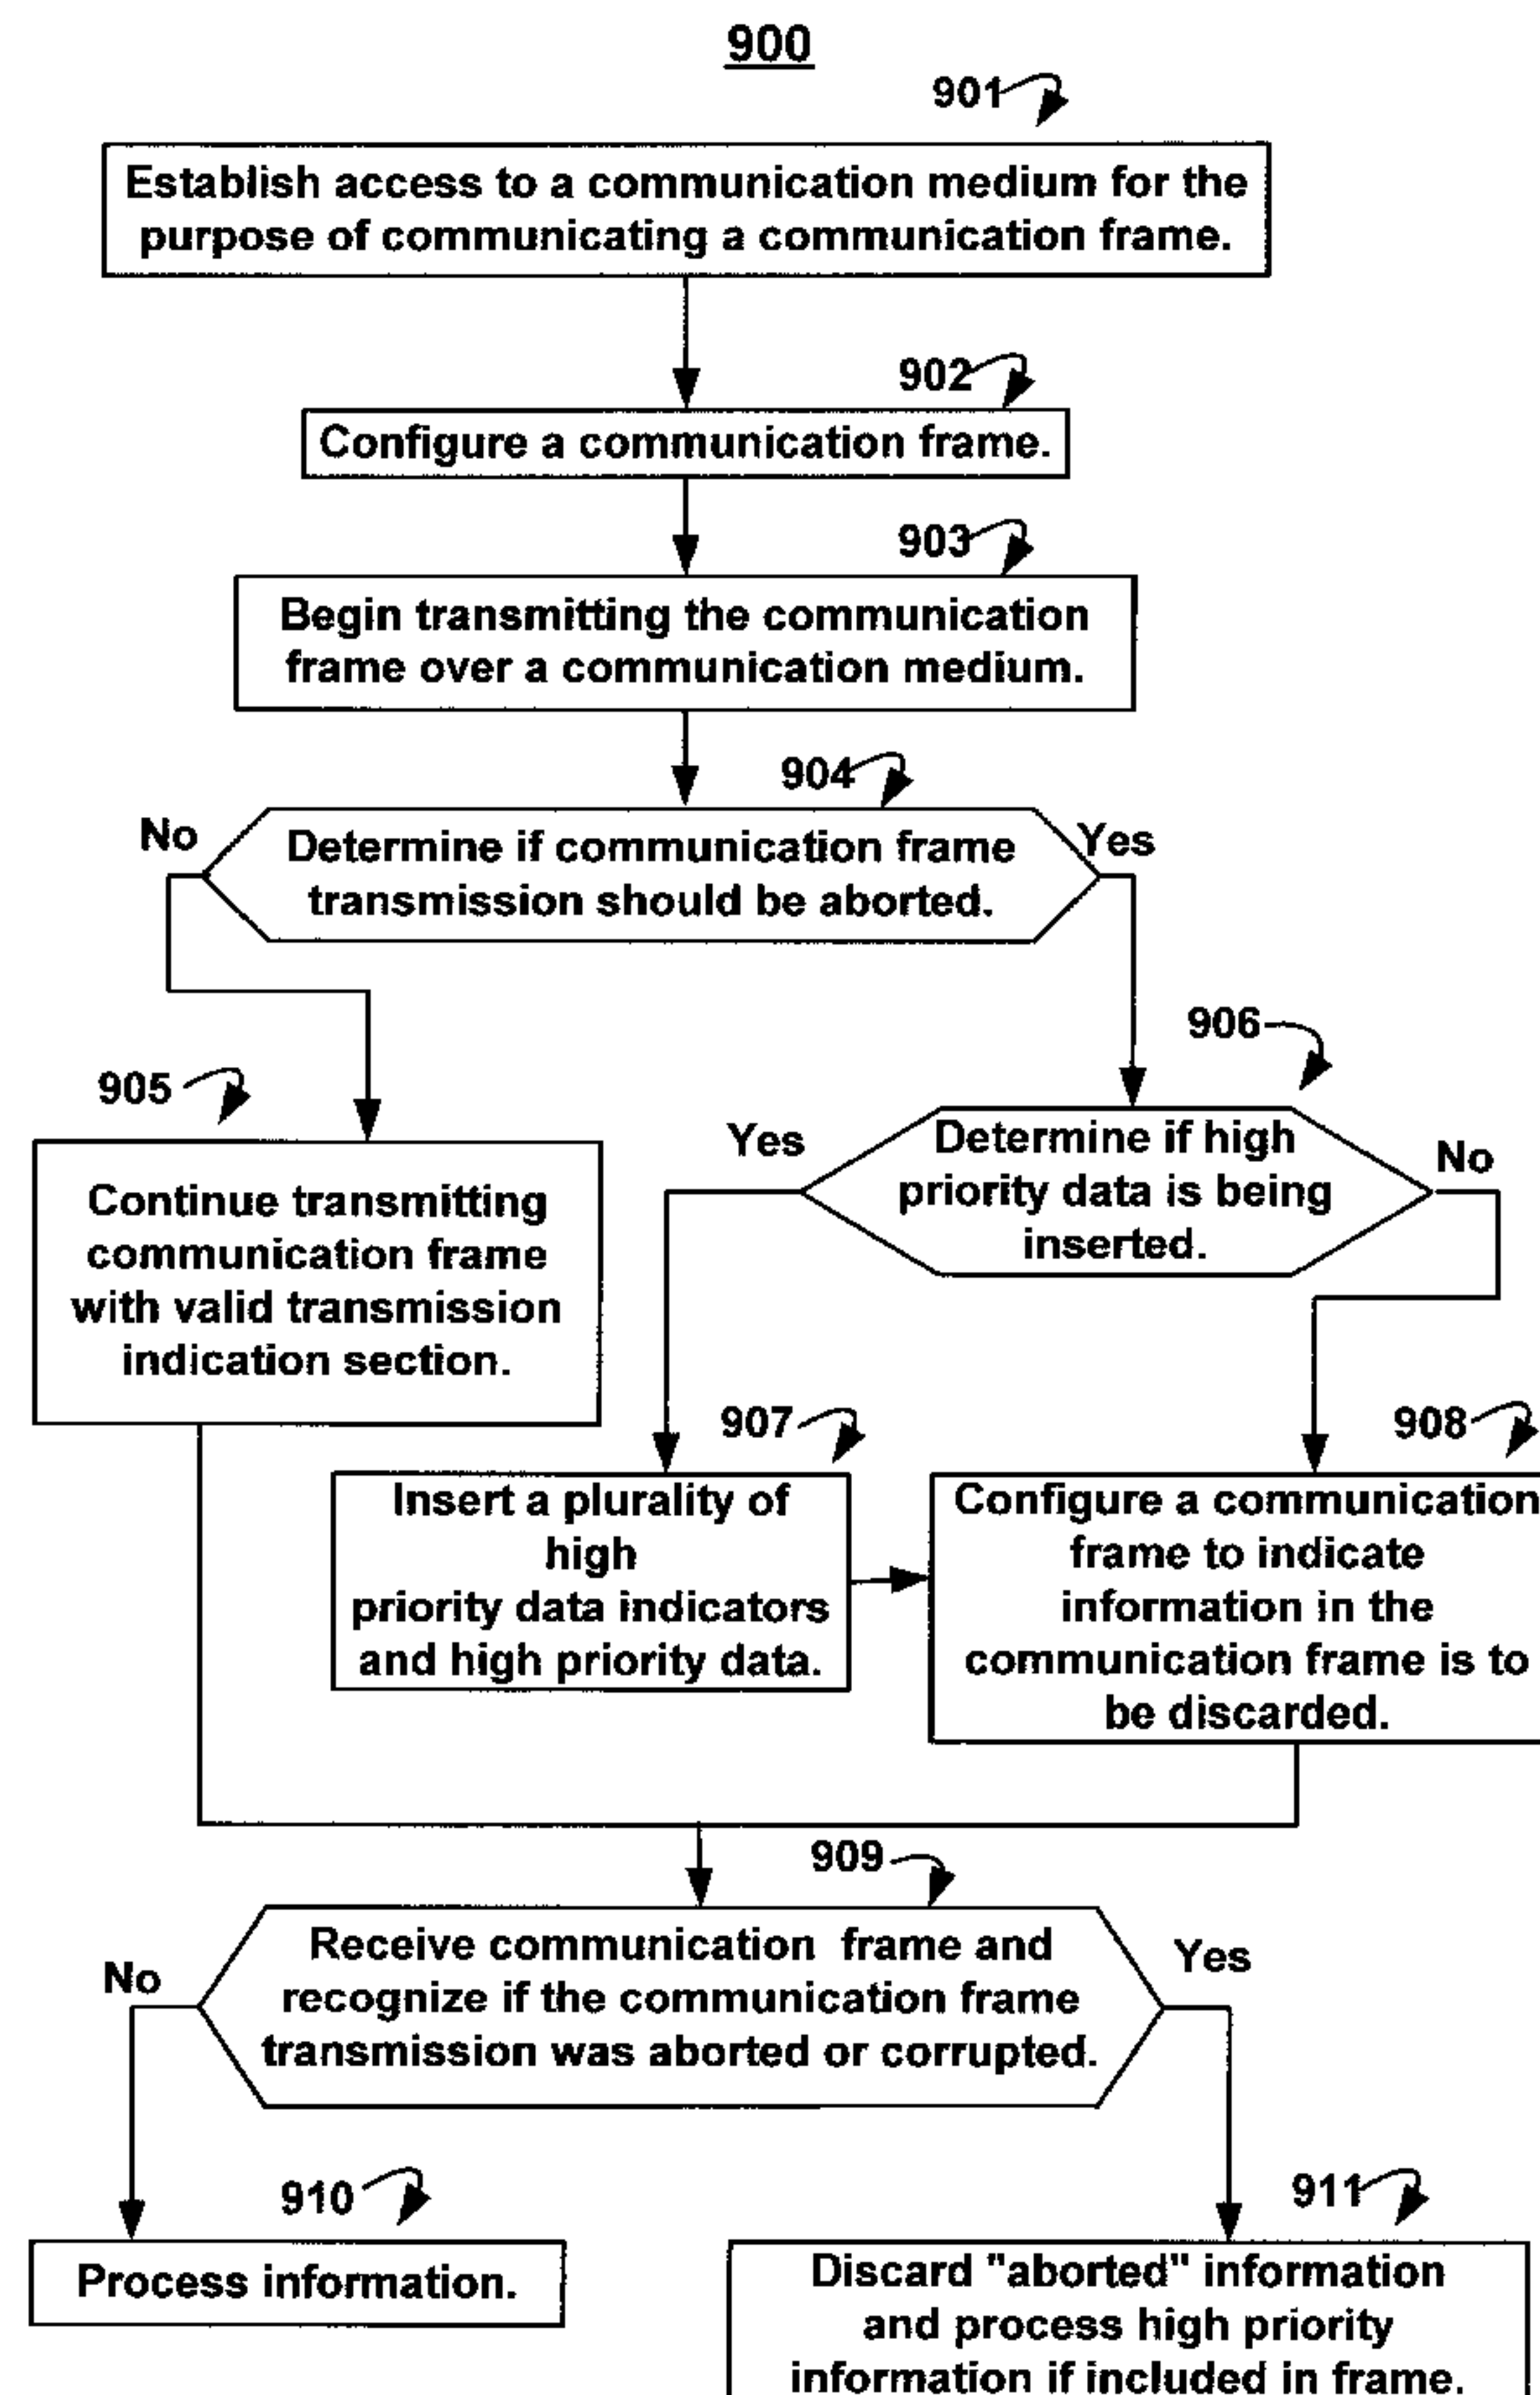 900
901
Establish access to a communication medium for the
purpose of communicating a communication frame.
902
Configure a communication frame.
903
Begin transmitting the communication
frame over a communication medium.
904
No
Determine if communication frame
transmission should be aborted.
Yes
906
905
Continue transmitting
communication frame
with valid transmission
indication section.
Yes
Determine if high
priority data is being
inserted.
No
907
Insert a plurality of
high
priority data indicators
and high priority data.
908
Configure a communication
frame to indicate
information in the
communication frame is to
be discarded.
909
No
Receive communication frame and
recognize if the communication frame
transmission was aborted or corrupted.
Yes
910
Process information.
911
Discard "aborted" information
and process high priority
information if included in frame.